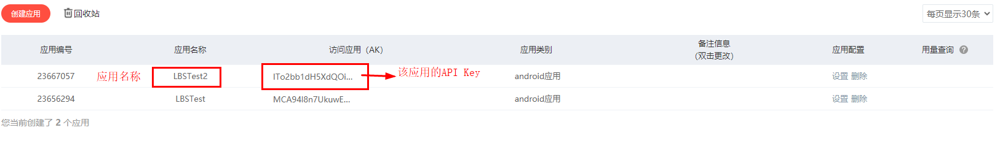 创建应用 回收站 每页显示30条
应用编号 应用名称 访问应用（AK） 应用类别 备注信息 应用配置 用量查询 ?
（双击更改）
23667057 应用名称 LBSTest2 ITo2bb1dH5XdQOi... 该应用的API Key android应用 设置 删除
23656294 LBSTest MCA94I8n7UkuwE... android应用 设置 删除
您当前创建了 2 个应用